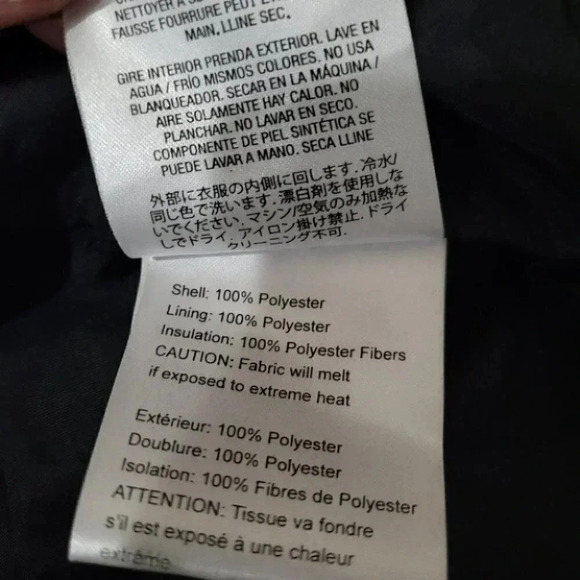 NETTOYER À SEC.
FAUSSE FOURRURE PEUT
MAIN, LLINE SEC.
GIRE INTERIOR PRENDA EXTERIOR. LAVE EN
AGUA / FRÍO MISMOS COLORES. NO USA
BLANQUEADOR. SECAR EN LA MÁQUINA /
AIRE SOLAMENTE HAY CALOR. NO
PLANCHAR. NO LAVAR EN SECO.
COMPONENTE DE PIEL SINTÉTICA SE
PUEDE LAVAR A MANO. SECA LLINE
外部に衣服の内側に回します. 冷水/
同じ色で洗います. 漂白剤を使用しな
いでください. マシン/空気のみ加熱な
しでドライ. アイロン掛け禁止. ドライ
クリーニング不可.
Shell: 100% Polyester
Lining: 100% Polyester
Insulation: 100% Polyester Fibers
CAUTION: Fabric will melt
if exposed to extreme heat
Extérieur: 100% Polyester
Doublure: 100% Polyester
Isolation: 100% Fibres de Polyester
ATTENTION: Tissue va fondre
s'il est exposé à une chaleur
extrême